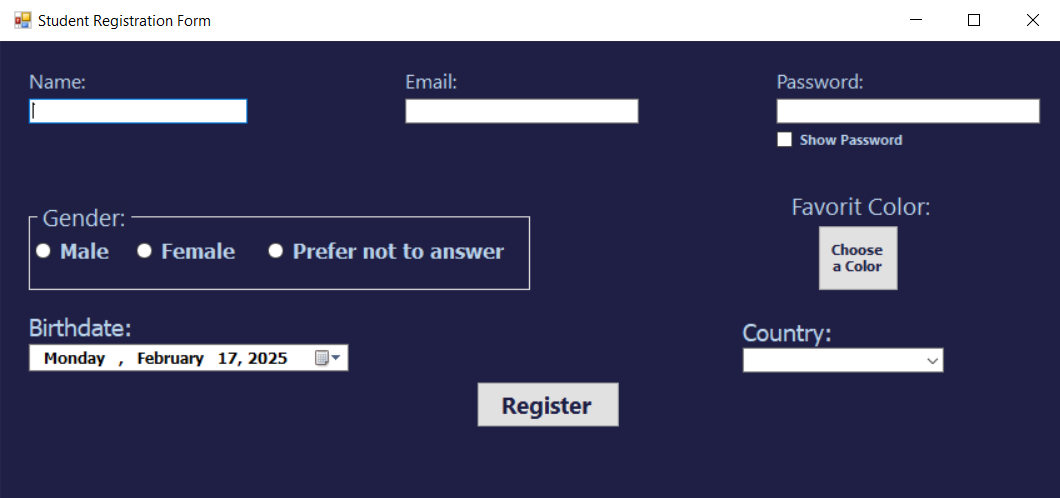 Student Registration Form
Name:
Email:
Password:
Show Password
Gender:
Male
Female
Prefer not to answer
Favorit Color:
Choose
a Color
Birthdate:
Monday , February 17, 2025
Country:
Register